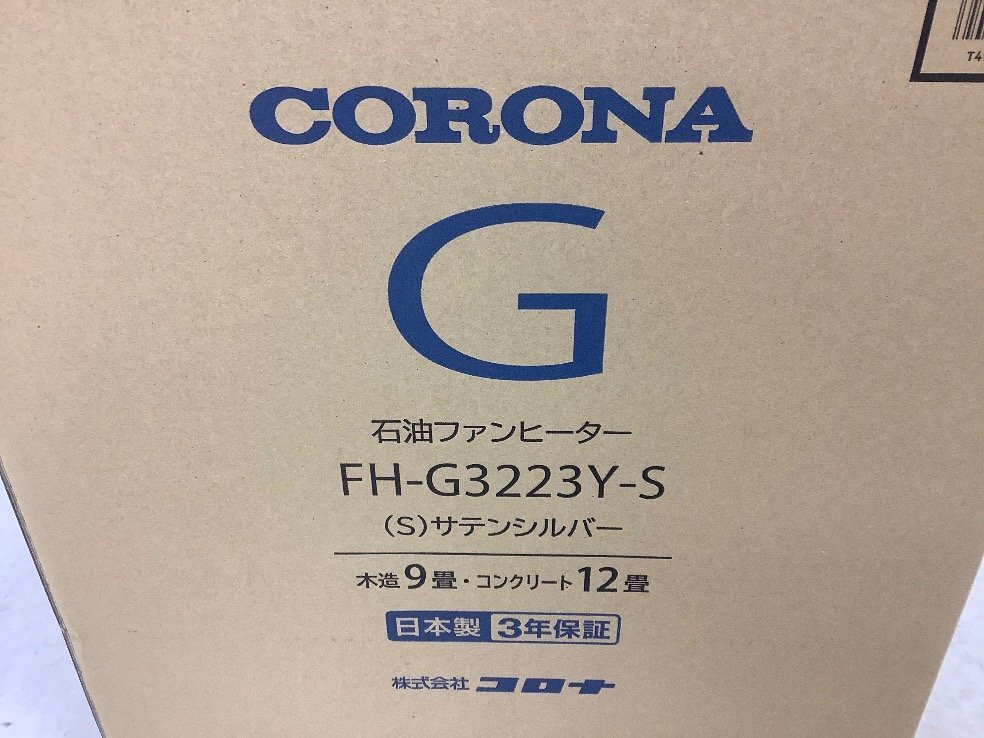 CORONA
G
石油ファンヒーター
FH-G3223Y-S
(S)サテンシルバー
木造9畳・コンクリート12畳
日本製 3年保証
株式会社 コロナ